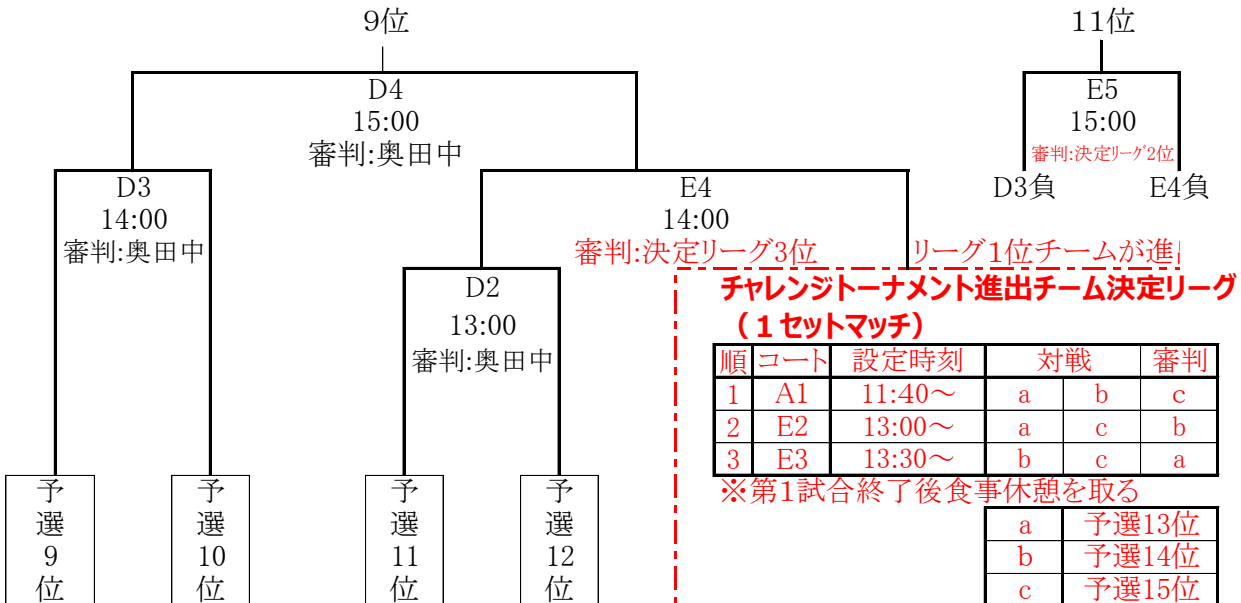 9位
11位
D4
15:00
審判:奥田中
E5
15:00
審判:決定リーグ2位
D3負
E4負
D3
14:00
審判:奥田中
E4
14:00
審判:決定リーグ3位
リーグ1位チームが進
D2
13:00
審判:奥田中
チャレンジトーナメント進出チーム決定リーグ
(1セットマッチ)
順 コート 設定時刻 対戦 審判
1 A1 11:40～ a b c
2 E2 13:00～ a c b
3 E3 13:30～ b c a
※第1試合終了後食事休憩を取る
a 予選13位
b 予選14位
c 予選15位
予選9位
予選10位
予選11位
予選12位